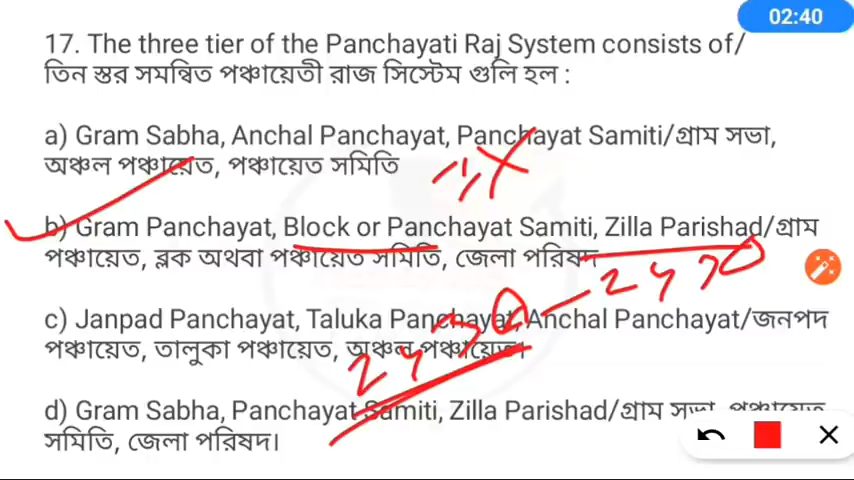 02:40
17. The three tier of the Panchayati Raj System consists of/
তিন স্তর সমন্বিত পঞ্চায়েতী রাজ সিস্টেম গুলি হল :
a) Gram Sabha, Anchal Panchayat, Panchayat Samiti/গ্রাম সভা,
অঞ্চল পঞ্চায়েত, পঞ্চায়েত সমিতি
b) Gram Panchayat, Block or Panchayat Samiti, Zilla Parishad/গ্রাম
পঞ্চায়েত, ব্লক অথবা পঞ্চায়েত সমিতি, জেলা পরিষদ
c) Janpad Panchayat, Taluka Panchayat, Anchal Panchayat/জনপদ
পঞ্চায়েত, তালুকা পঞ্চায়েত, অঞ্চল পঞ্চায়েত।
d) Gram Sabha, Panchayat Samiti, Zilla Parishad/গ্রাম সভা, পঞ্চায়েত
সমিতি, জেলা পরিষদ।